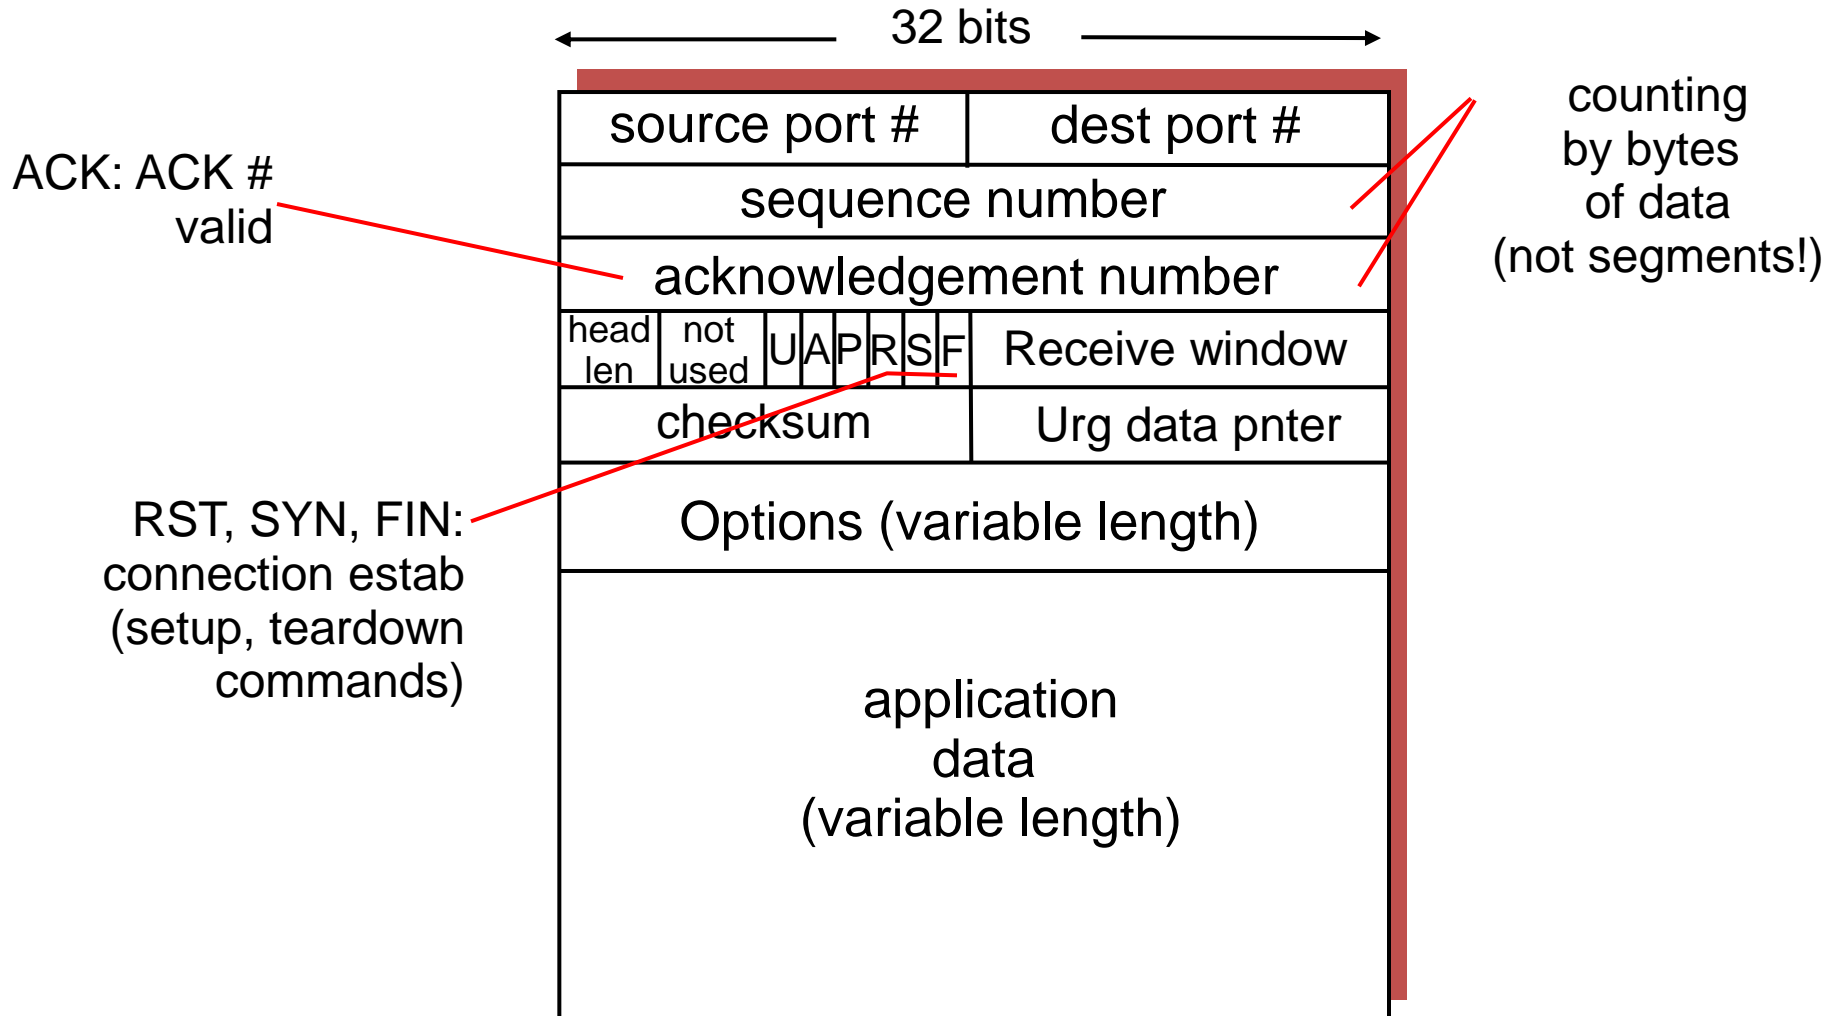 32 bits
source port #
dest port #
counting
by bytes
of data
(not segments!)
ACK: ACK #
valid
sequence number
acknowledgement number
head
len
not
used
U A P R S F
Receive window
checksum
Urg data pnter
RST, SYN, FIN:
connection estab
(setup, teardown
commands)
Options (variable length)
application
data
(variable length)